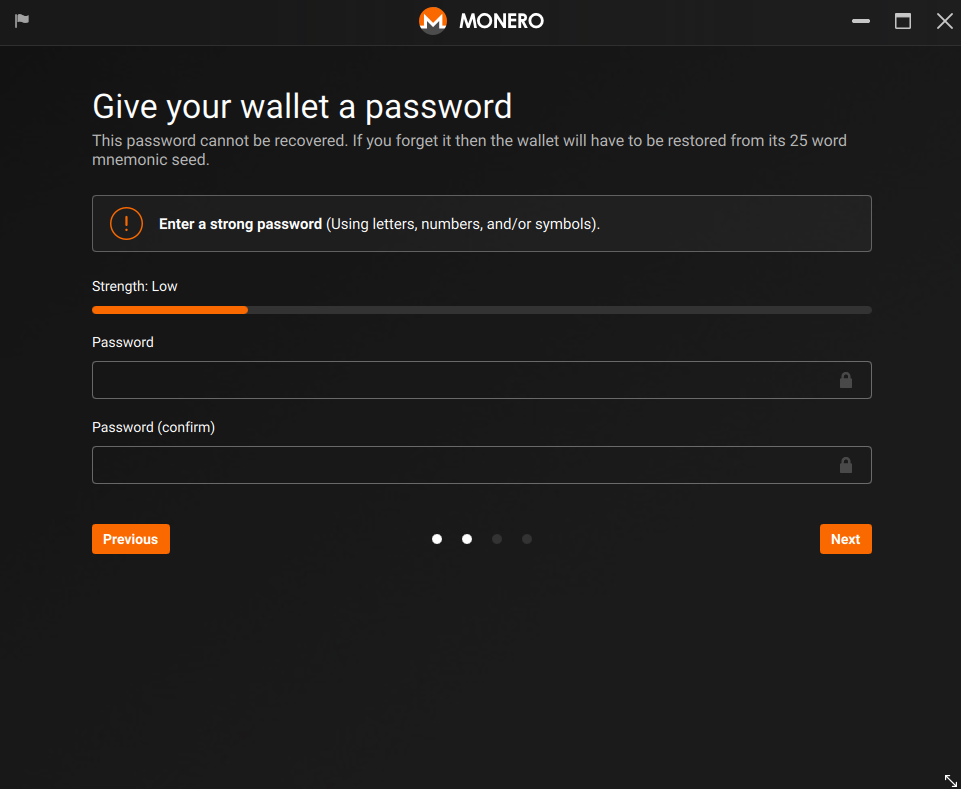 MONERO
Give your wallet a password
This password cannot be recovered. If you forget it then the wallet will have to be restored from its 25 word
mnemonic seed.
Enter a strong password (Using letters, numbers, and/or symbols).
Strength: Low
Password
Password (confirm)
Previous
Next